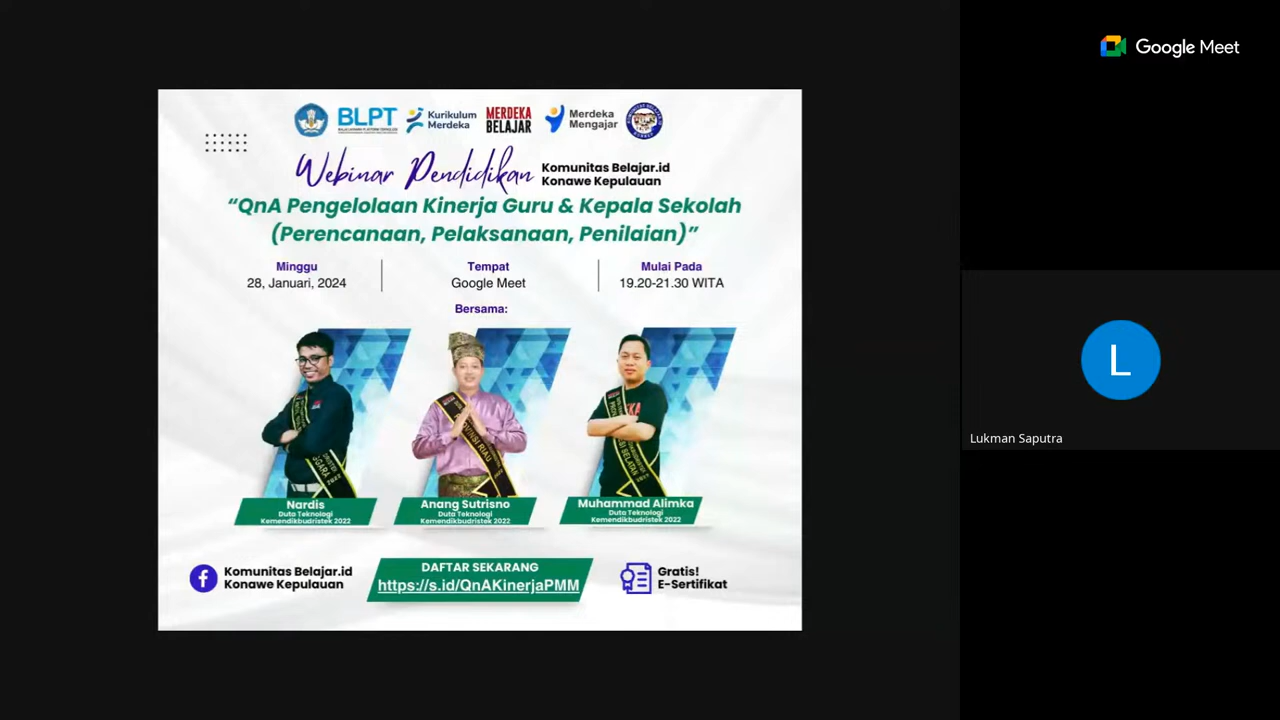 Google Meet
BLPT
Kurikulum
Merdeka
MERDEKA
BELAJAR
Merdeka
Mengajar
Webinar Pendidikan
Komunitas Belajar.id
Konawe Kepulauan
“QnA Pengelolaan Kinerja Guru & Kepala Sekolah
(Perencanaan, Pelaksanaan, Penilaian)”
Minggu
28, Januari, 2024
Tempat
Google Meet
Mulai Pada
19.20-21.30 WITA
Bersama:
PROVINSI RIAU
2022
Nardis
Duta Teknologi
Kemendikbudristek 2022
Anang Sutrisno
Duta Teknologi
Kemendikbudristek 2022
Muhammad Alimka
Duta Teknologi
Kemendikbudristek 2022
Komunitas Belajar.id
Konawe Kepulauan
DAFTAR SEKARANG
https://s.id/QnAKinerjaPMM
Gratis!
E-Sertifikat
L
Lukman Saputra